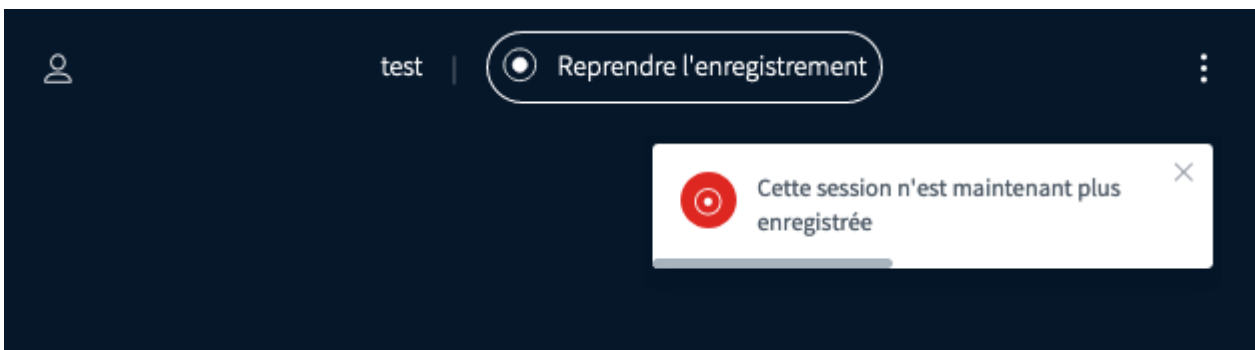 test | Reprendre l'enregistrement
Cette session n'est maintenant plus
enregistrée